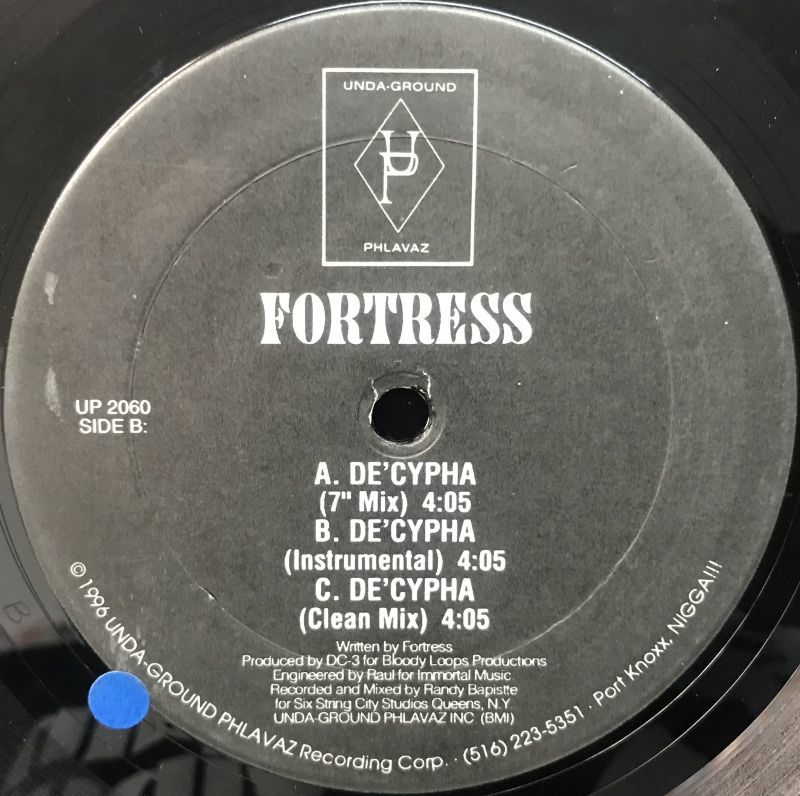 UNDA-GROUND
UP
PHLAVAZ
FORTRESS
UP 2060
SIDE B:
A. DE'CYPHA
(7" Mix) 4:05
B. DE'CYPHA
(Instrumental) 4:05
C. DE'CYPHA
(Clean Mix) 4:05
Written by Fortress
Produced by DC-3 for Bloody Loops Productions
Engineered by Raul for Immortal Music
Recorded and Mixed by Randy Bapistte
for Six String City Studios Queens, N.Y.
UNDA-GROUND PHLAVAZ INC (BMI)
© 1996 UNDA-GROUND PHLAVAZ Recording Corp. · (516) 223-5351 · Port Knoxx, NIGGA!!!